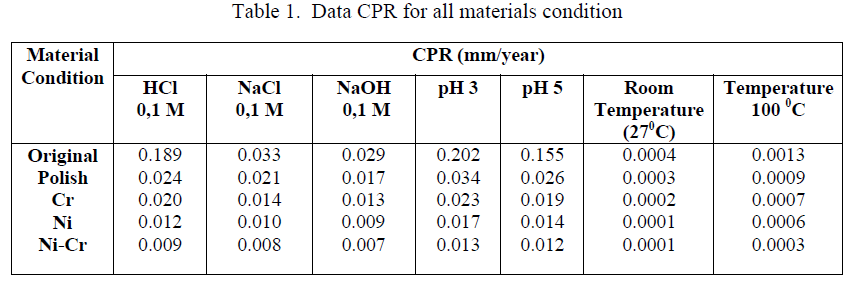 Table 1. Data CPR for all materials condition
Material Condition CPR (mm/year)
HCl 0,1 M NaCl 0,1 M NaOH 0,1 M pH 3 pH 5 Room Temperature (27⁰C) Temperature 100 ⁰C
Original 0.189 0.033 0.029 0.202 0.155 0.0004 0.0013
Polish 0.024 0.021 0.017 0.034 0.026 0.0003 0.0009
Cr 0.020 0.014 0.013 0.023 0.019 0.0002 0.0007
Ni 0.012 0.010 0.009 0.017 0.014 0.0001 0.0006
Ni-Cr 0.009 0.008 0.007 0.013 0.012 0.0001 0.0003